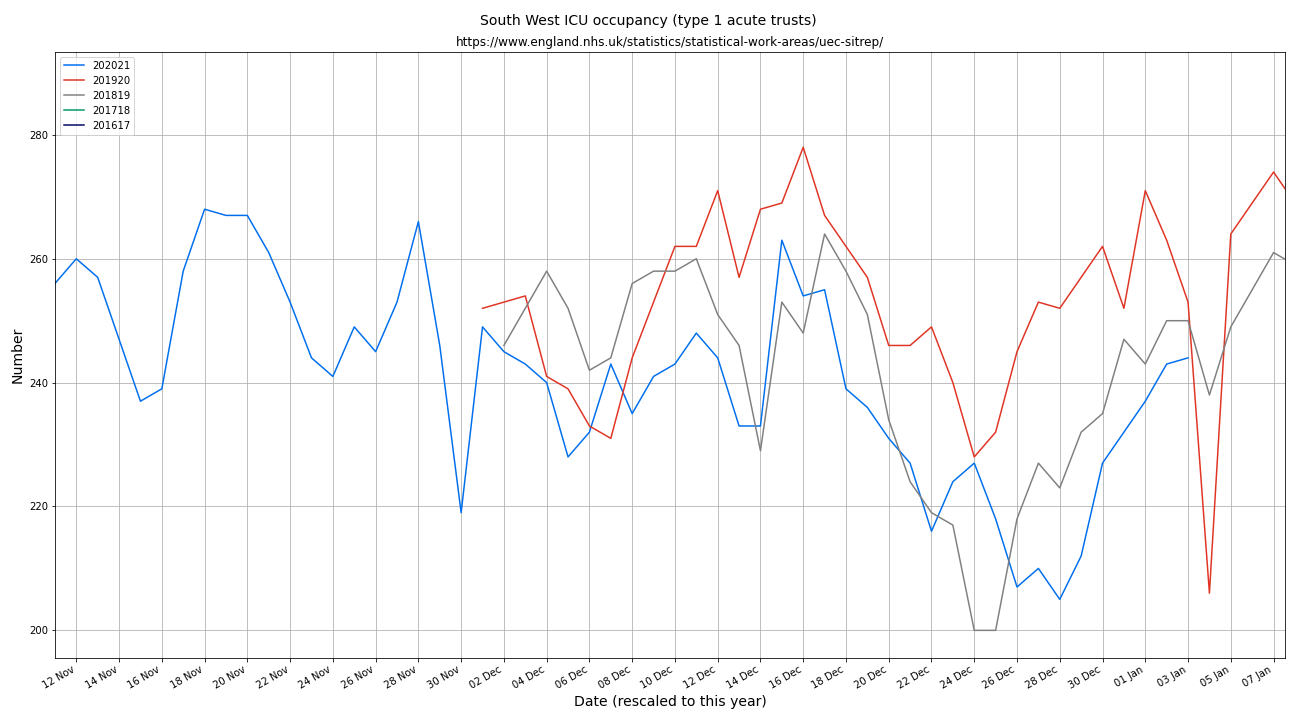 South West ICU occupancy (type 1 acute trusts)
https://www.england.nhs.uk/statistics/statistical-work-areas/uec-sitrep/
202021
201920
201819
201718
201617
280
260
240
220
200
Number
12 Nov 14 Nov 16 Nov 18 Nov 20 Nov 22 Nov 24 Nov 26 Nov 28 Nov 30 Nov 02 Dec 04 Dec 06 Dec 08 Dec 10 Dec 12 Dec 14 Dec 16 Dec 18 Dec 20 Dec 22 Dec 24 Dec 26 Dec 28 Dec 30 Dec 01 Jan 03 Jan 05 Jan 07 Jan
Date (rescaled to this year)